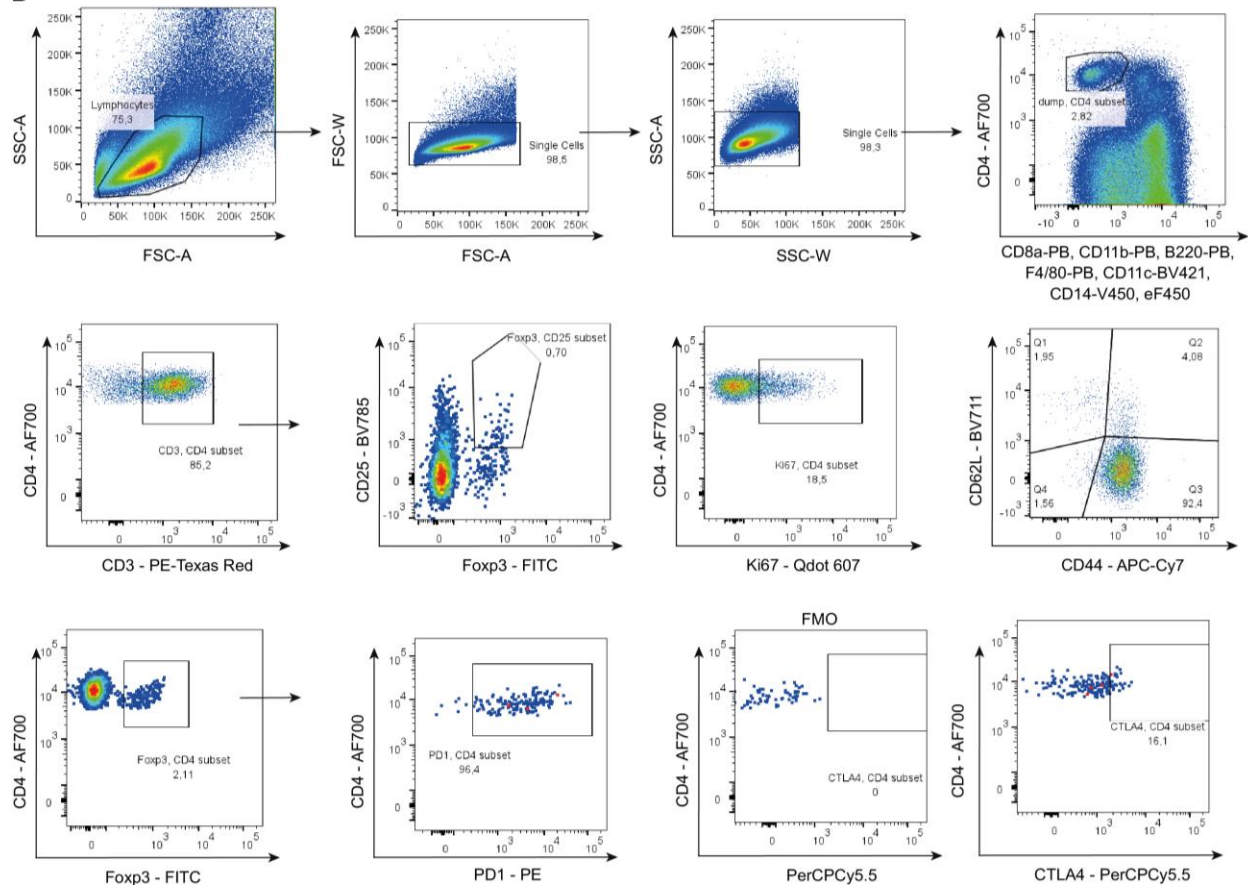 250K
200K
150K
100K
50K
0
Lymphocytes
75,3
0 50K 100K 150K 200K 250K
SSC-A
FSC-A
250K
200K
150K
100K
50K
0
Single Cells
98,5
0 50K 100K 150K 200K 250K
FSC-W
FSC-A
250K
200K
150K
100K
50K
0
Single Cells
98,3
0 50K 100K 150K 200K 250K
SSC-A
SSC-W
10^5
10^4
10^3
0
dump, CD4 subset
2.82
-10^3 0 10^3 10^4 10^5
CD4 - AF700
CD8a-PB, CD11b-PB, B220-PB,
F4/80-PB, CD11c-BV421,
CD14-V450, eF450
10^5
10^4
10^3
0
CD3, CD4 subset
85,2
0 10^3 10^4 10^5
CD4 - AF700
CD3 - PE-Texas Red
10^5
10^4
10^3
0
-10^3
Foxp3, CD25 subset
0,70
0 10^3 10^4 10^5
CD25 - BV785
Foxp3 - FITC
10^5
10^4
10^3
0
Ki67, CD4 subset
18,5
0 10^3 10^4 10^5
CD4 - AF700
Ki67 - Qdot 607
10^5
10^4
10^3
0
-10^3
Q1
1,95
Q2
4,08
Q4
1,56
Q3
92,4
0 10^3 10^4 10^5
CD62L - BV711
CD44 - APC-Cy7
10^5
10^4
10^3
0
Foxp3, CD4 subset
2,11
0 10^3 10^4 10^5
CD4 - AF700
Foxp3 - FITC
10^5
10^4
10^3
0
PD1, CD4 subset
96,4
0 10^3 10^4 10^5
CD4 - AF700
PD1 - PE
FMO
10^5
10^4
10^3
0
CTLA4, CD4 subset
0
0 10^3 10^4 10^5
CD4 - AF700
PerCPCy5.5
10^5
10^4
10^3
0
CTLA4, CD4 subset
16,1
0 10^3 10^4 10^5
CD4 - AF700
CTLA4 - PerCPCy5.5